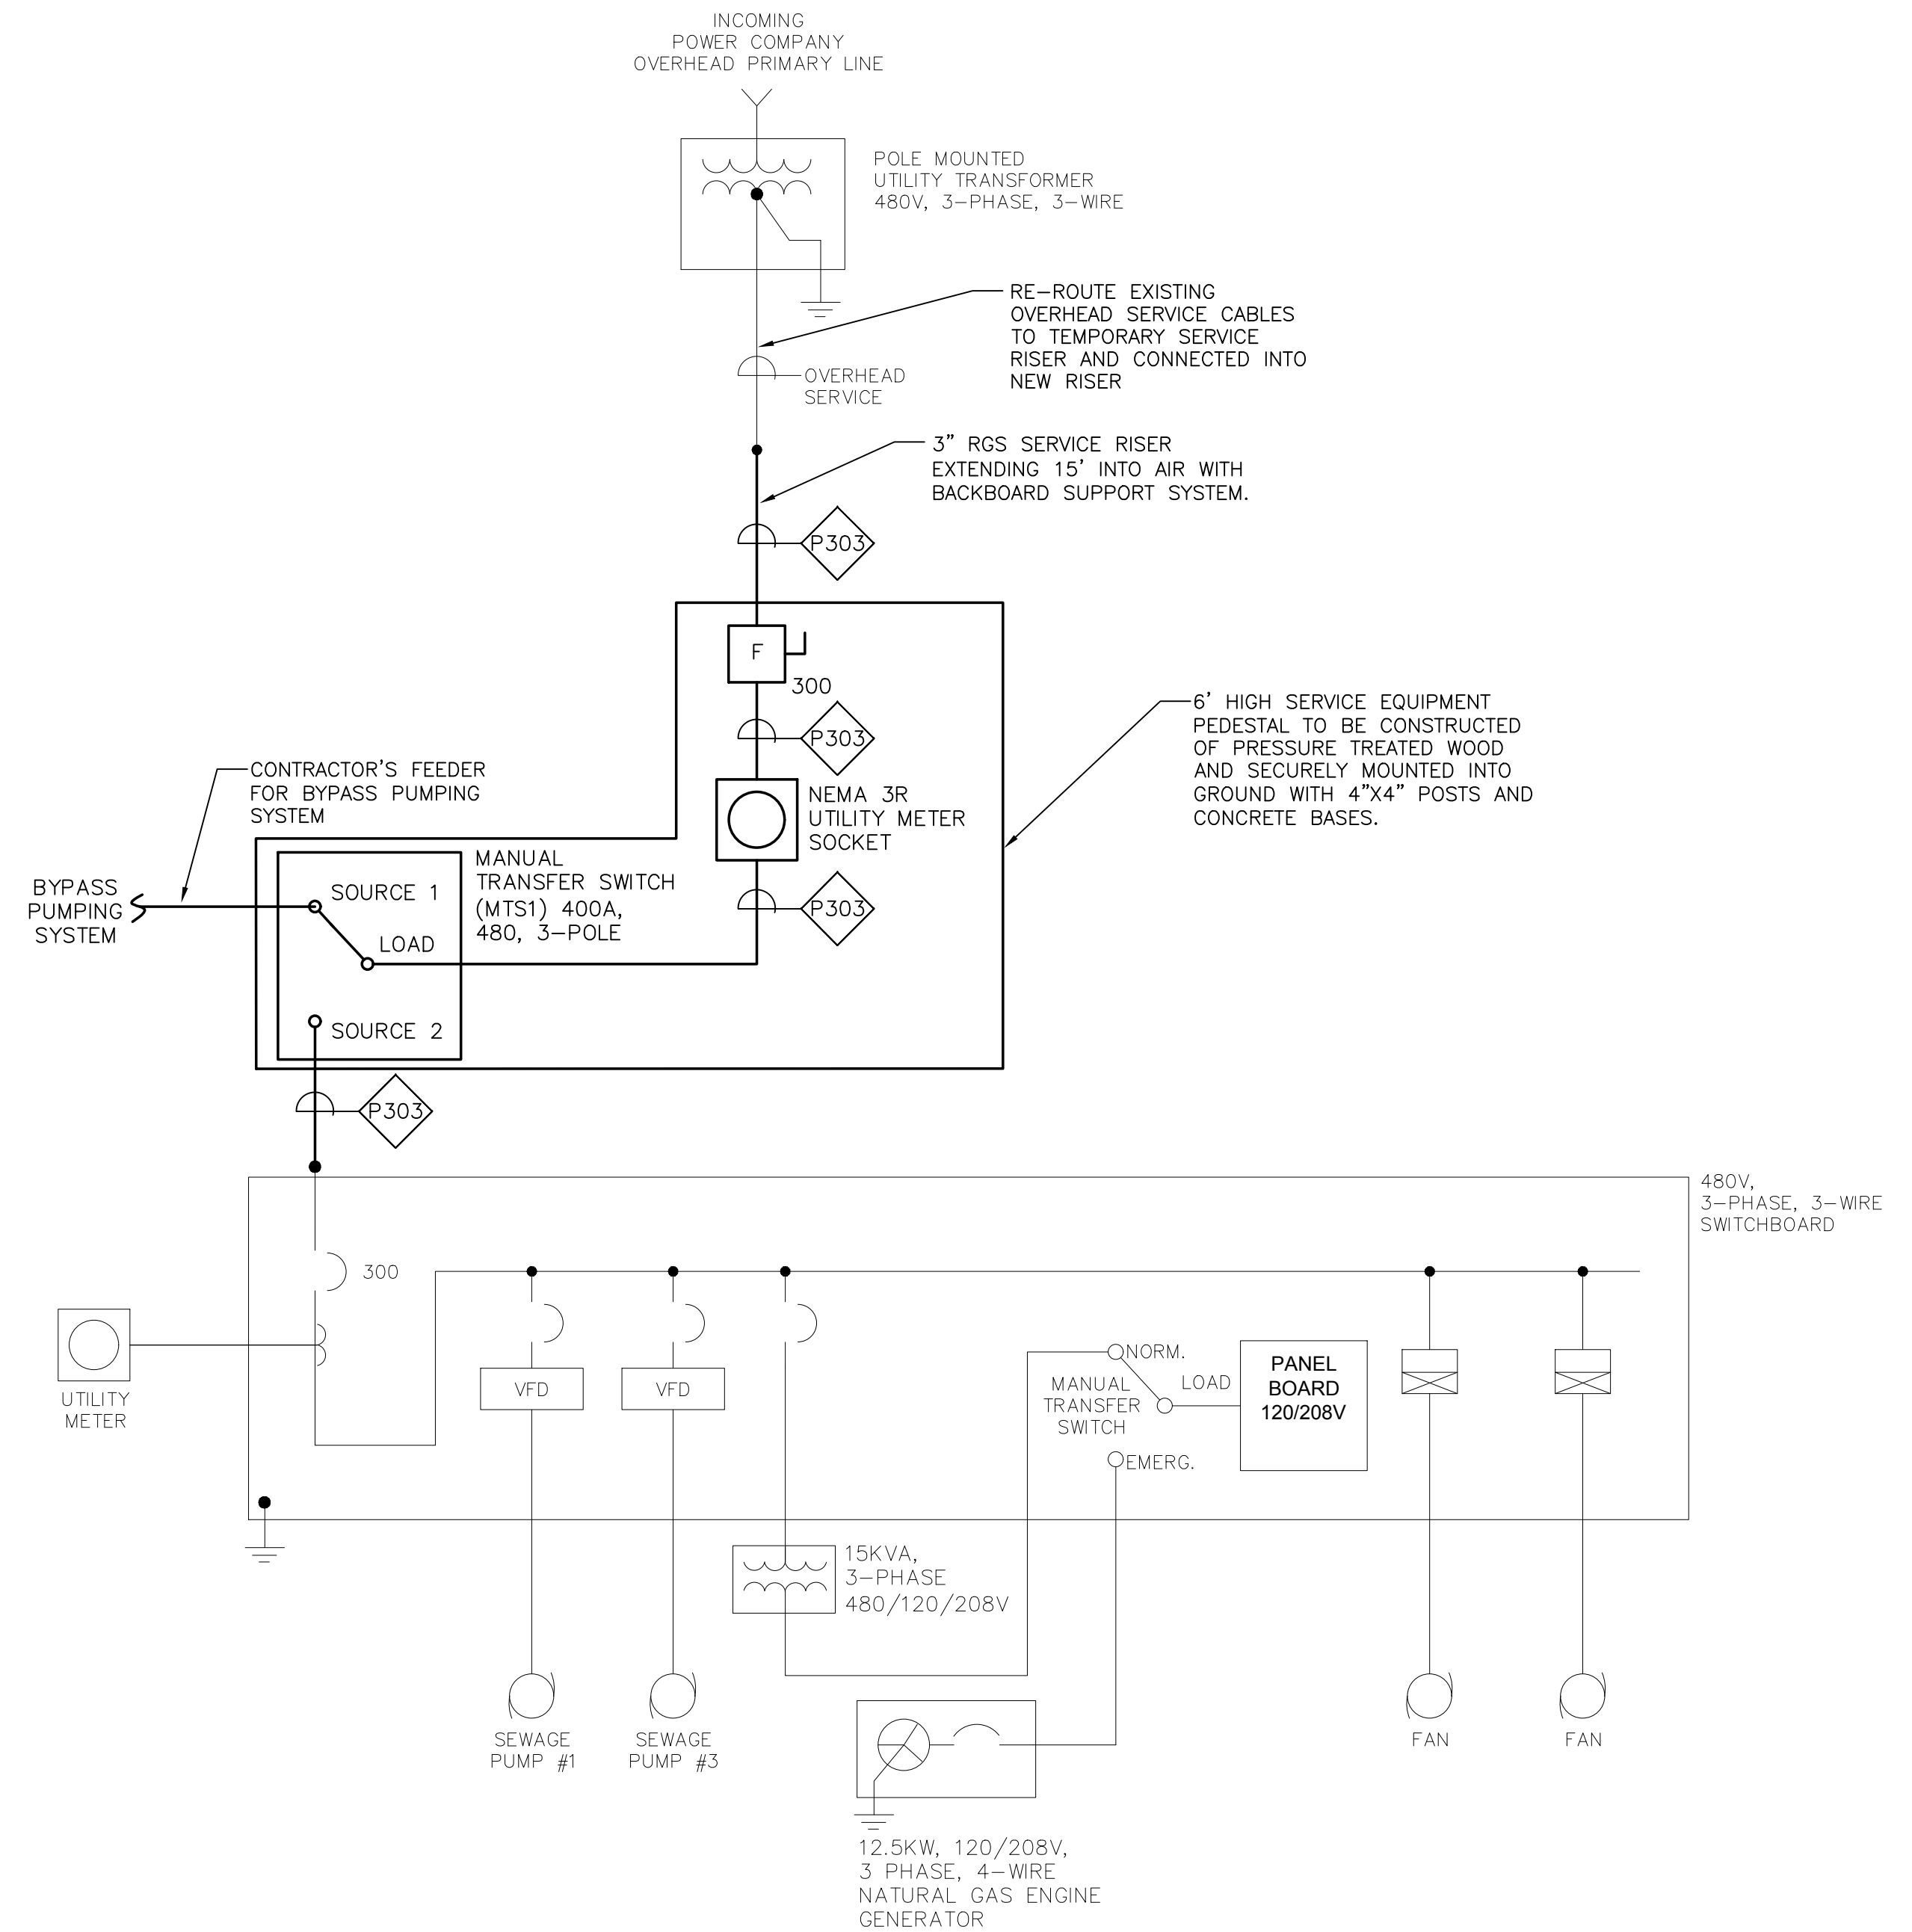 INCOMING
POWER COMPANY
OVERHEAD PRIMARY LINE
POLE MOUNTED
UTILITY TRANSFORMER
480V, 3-PHASE, 3-WIRE
RE-ROUTE EXISTING
OVERHEAD SERVICE CABLES
TO TEMPORARY SERVICE
RISER AND CONNECTED INTO
NEW RISER
OVERHEAD
SERVICE
3" RGS SERVICE RISER
EXTENDING 15' INTO AIR WITH
BACKBOARD SUPPORT SYSTEM.
P303
F
300
P303
6' HIGH SERVICE EQUIPMENT
PEDESTAL TO BE CONSTRUCTED
OF PRESSURE TREATED WOOD
AND SECURELY MOUNTED INTO
GROUND WITH 4"X4" POSTS AND
CONCRETE BASES.
CONTRACTOR'S FEEDER
FOR BYPASS PUMPING
SYSTEM
NEMA 3R
UTILITY METER
SOCKET
BYPASS
PUMPING
SYSTEM
SOURCE 1
LOAD
SOURCE 2
MANUAL
TRANSFER SWITCH
(MTS1) 400A,
480, 3-POLE
P303
P303
480V,
3-PHASE, 3-WIRE
SWITCHBOARD
300
UTILITY
METER
VFD
VFD
NORM.
MANUAL
TRANSFER
SWITCH
LOAD
EMERG.
PANEL
BOARD
120/208V
15KVA,
3-PHASE
480/120/208V
SEWAGE
PUMP #1
SEWAGE
PUMP #3
FAN
FAN
12.5KW, 120/208V,
3 PHASE, 4-WIRE
NATURAL GAS ENGINE
GENERATOR